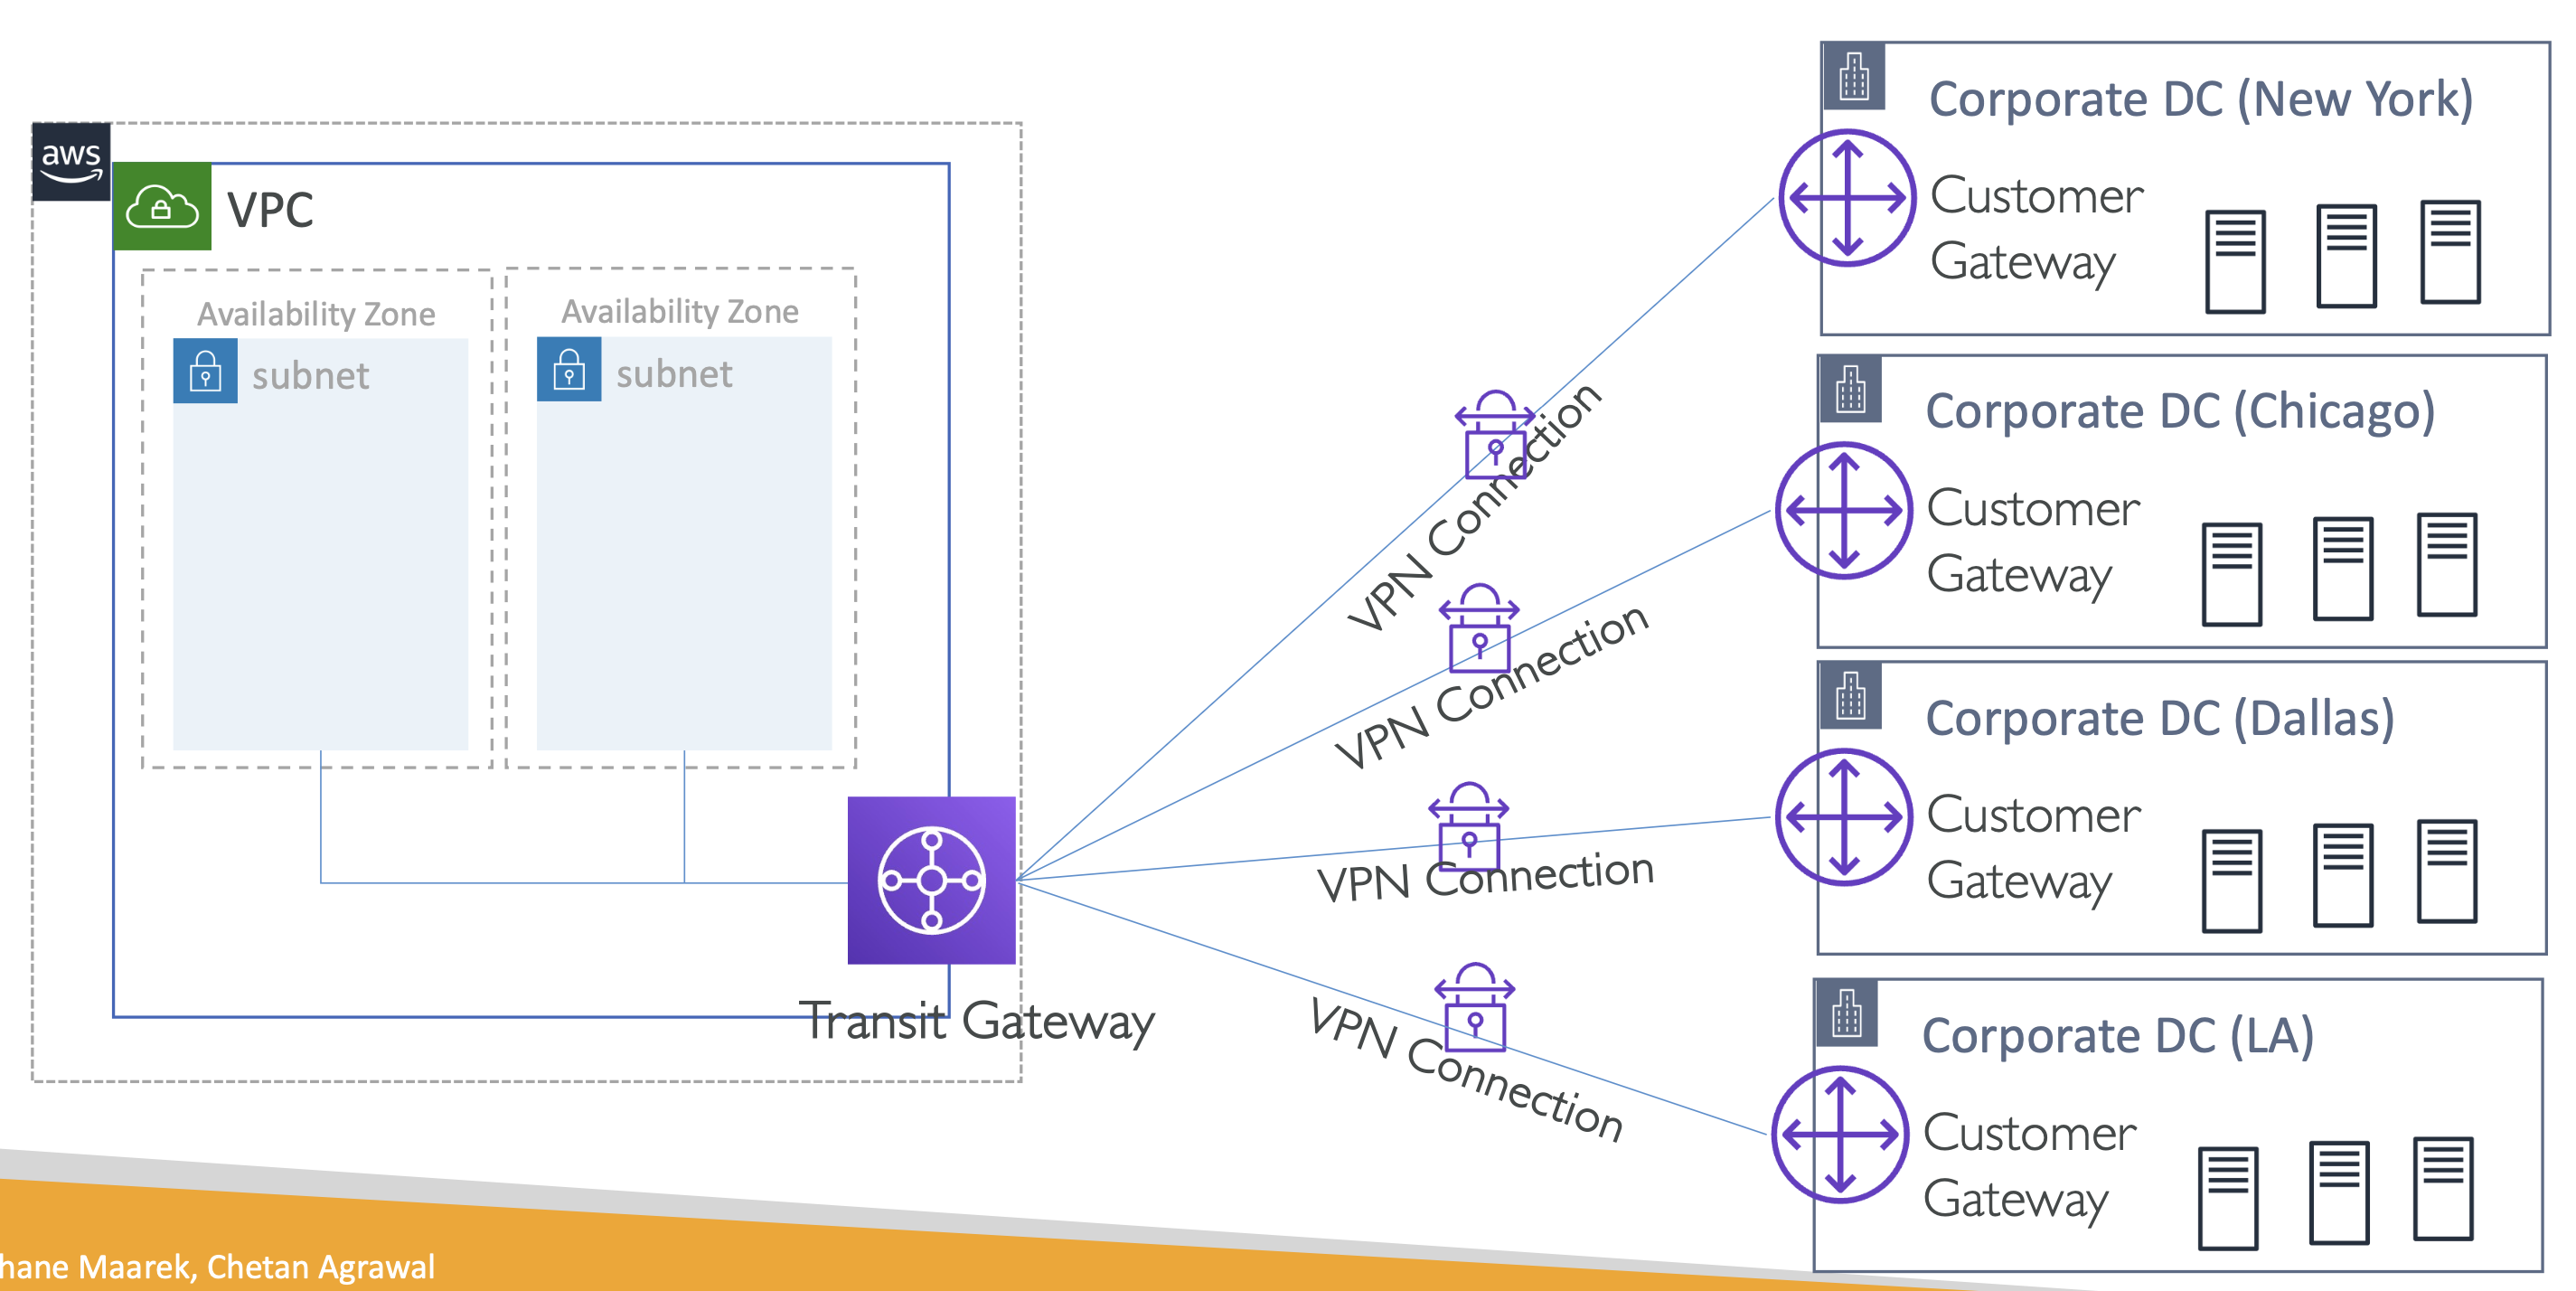 aws
VPC
Availability Zone
subnet
Availability Zone
subnet
Transit Gateway
VPN Connection
VPN Connection
VPN Connection
VPN Connection
Corporate DC (New York)
Customer
Gateway
Corporate DC (Chicago)
Customer
Gateway
Corporate DC (Dallas)
Customer
Gateway
Corporate DC (LA)
Customer
Gateway
hane Maarek, Chetan Agrawal